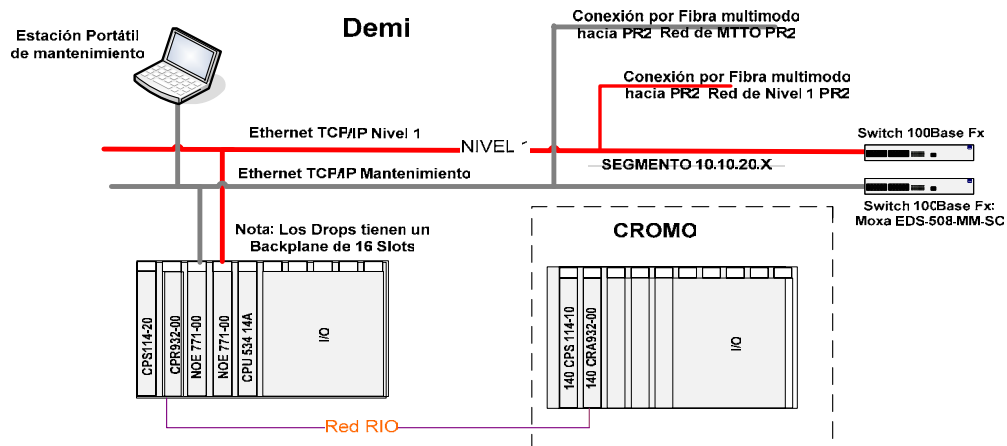 Estación Portátil
de mantenimiento
Demi
Conexión por Fibra multimodo
hacia PR2 Red de MTTO PR2
Conexión por Fibra multimodo
hacia PR2 Red de Nivel 1 PR2
Ethernet TCP/IP Nivel 1
NIVEL 1
Switch 100Base Fx
SEGMENTO 10.10.20.X
Ethernet TCP/IP Mantenimiento
Switch 100Base Fx:
Moxa EDS-508-MM-SC
Nota: Los Drops tienen un
Backplane de 16 Slots
CROMO
CPS114-20
CPR932-00
NOE 771-00
NOE 771-00
CPU 534 14A
I/O
140 CPS 114-10
140 CRA932-00
I/O
Red RIO